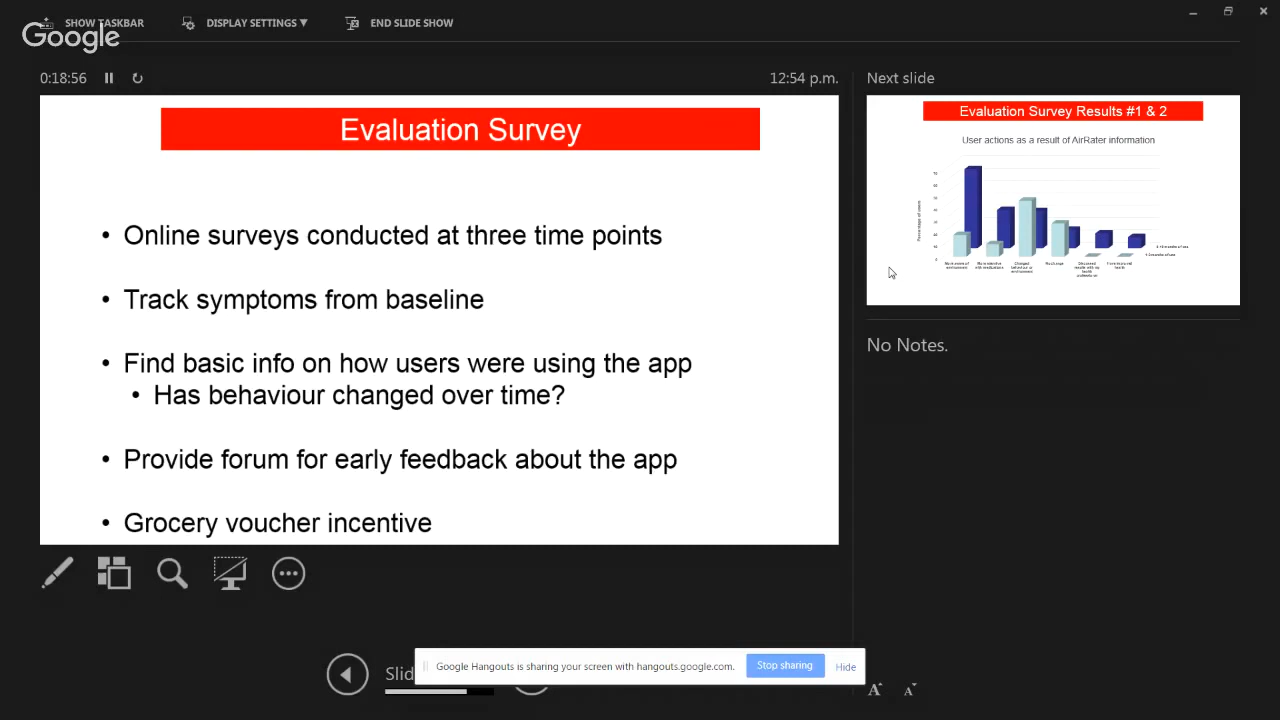 SHOW TASKBAR
DISPLAY SETTINGS ▼
END SLIDE SHOW
Google
0:18:56
12:54 p.m.
Next slide
Evaluation Survey
• Online surveys conducted at three time points
• Track symptoms from baseline
• Find basic info on how users were using the app
• Has behaviour changed over time?
• Provide forum for early feedback about the app
• Grocery voucher incentive
Evaluation Survey Results #1 & 2
User actions as a result of AirRater information
Percentage of users
No Notes.
Slid
Google Hangouts is sharing your screen with hangouts.google.com.
Stop sharing
Hide
A
A